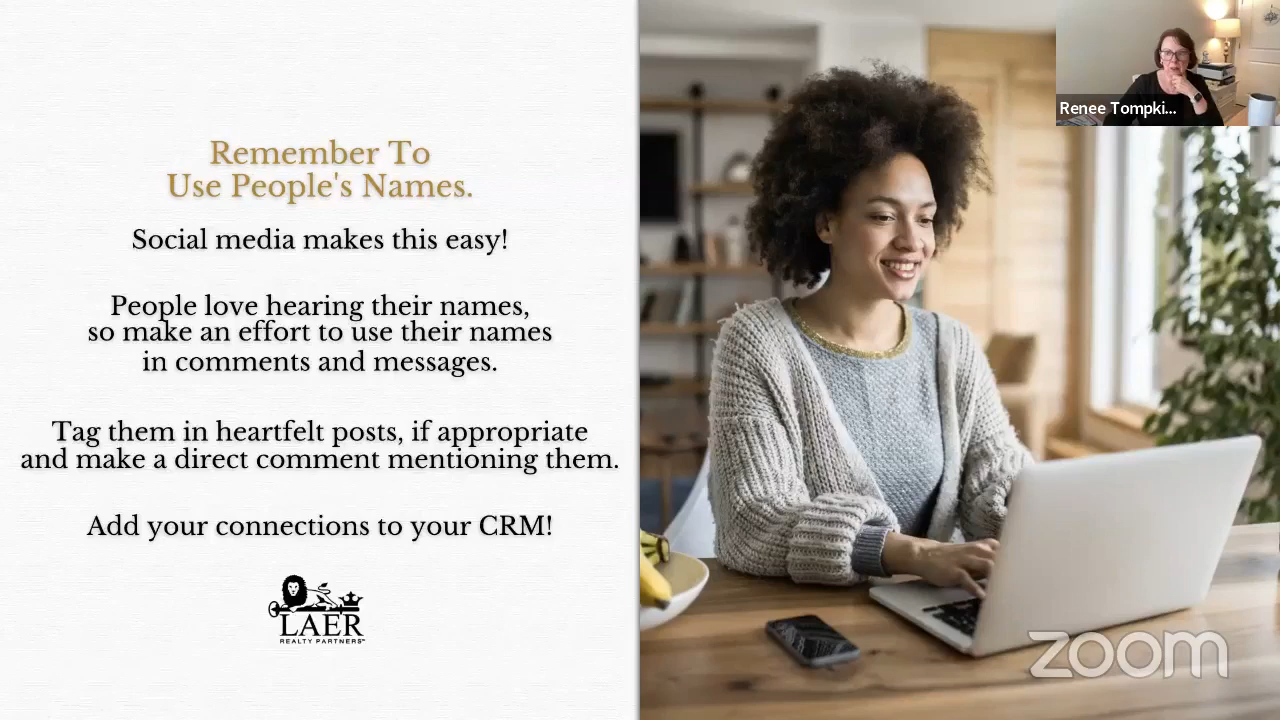 Remember To
Use People's Names.
Social media makes this easy!
People love hearing their names,
so make an effort to use their names
in comments and messages.
Tag them in heartfelt posts, if appropriate
and make a direct comment mentioning them.
Add your connections to your CRM!
LAER
REALTY PARTNERS
Renee Tompki...
zoom